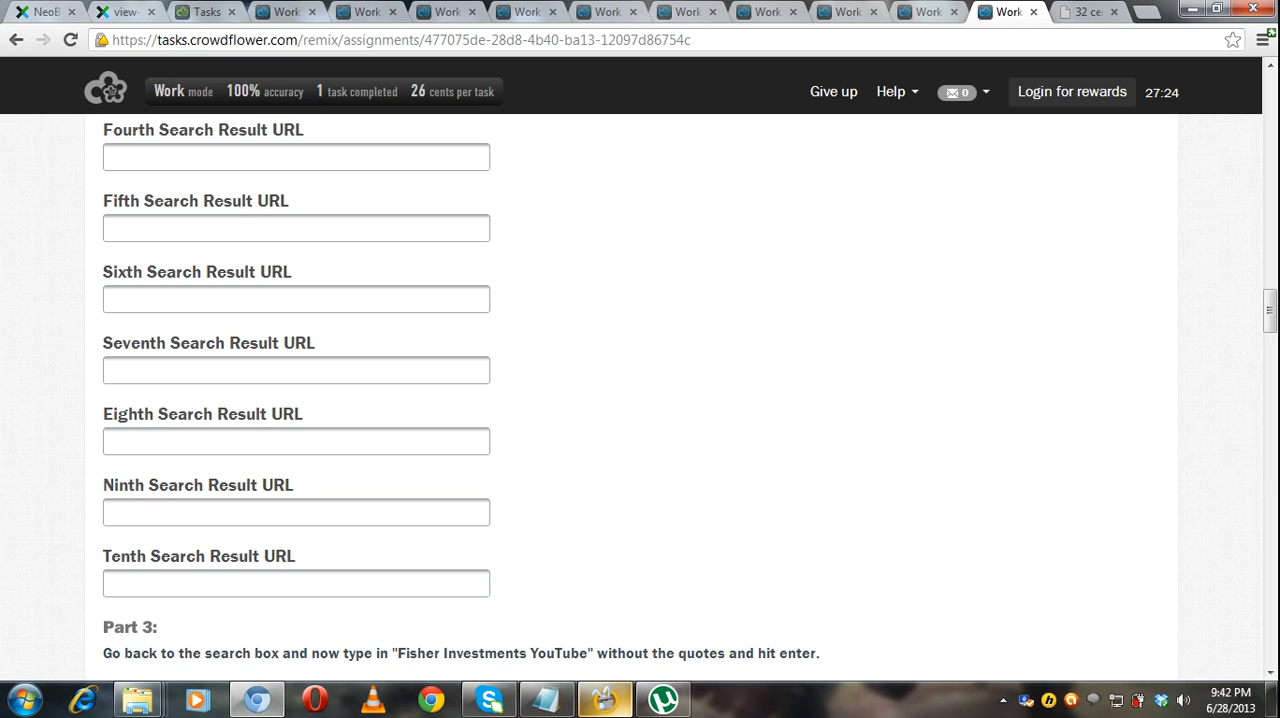 NeoB
view-
Tasks
Work
Work
Work
Work
Work
Work
Work
Work
Work
Work
32 ce
https://tasks.crowdflower.com/remix/assignments/477075de-28d8-4b40-ba13-12097d86754c
Work mode 100% accuracy 1 task completed 26 cents per task
Give up Help 0 Login for rewards 27:24
Fourth Search Result URL
Fifth Search Result URL
Sixth Search Result URL
Seventh Search Result URL
Eighth Search Result URL
Ninth Search Result URL
Tenth Search Result URL
Part 3:
Go back to the search box and now type in "Fisher Investments YouTube" without the quotes and hit enter.
9:42 PM
6/28/2013